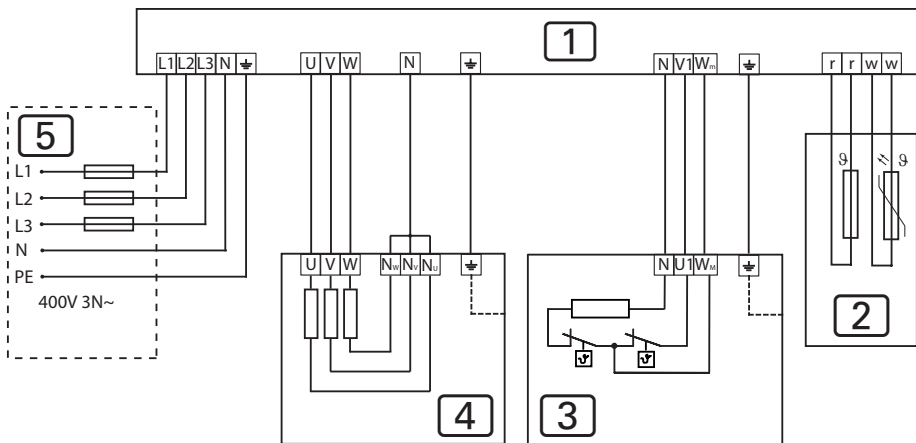 1
L1 L2 L3 N ⏚ U V W N ⏚ N V1 Wm ⏚ r r w w
5
L1
L2
L3
N
PE
400V 3N~
U V W NW NV NU ⏚
4
N U1 WM ⏚
ϑ ϑ
3
ϑ ϑ
2